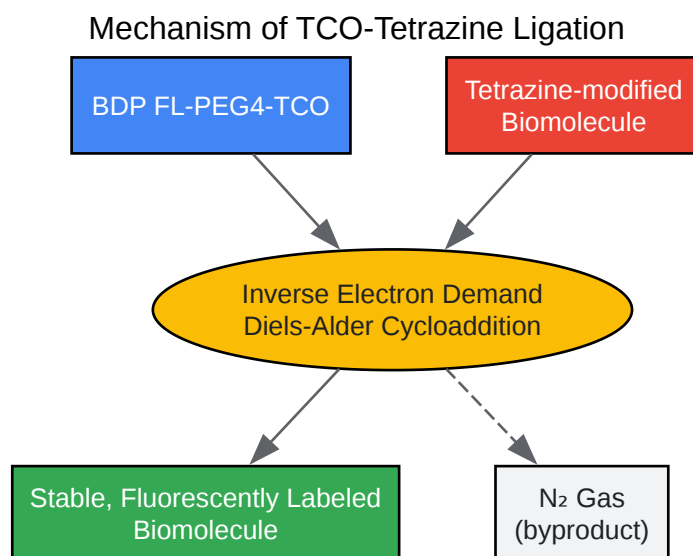 Mechanism of TCO-Tetrazine Ligation
BDP FL-PEG4-TCO
Tetrazine-modified
Biomolecule
Inverse Electron Demand
Diels-Alder Cycloaddition
Stable, Fluorescently Labeled
Biomolecule
N₂ Gas
(byproduct)